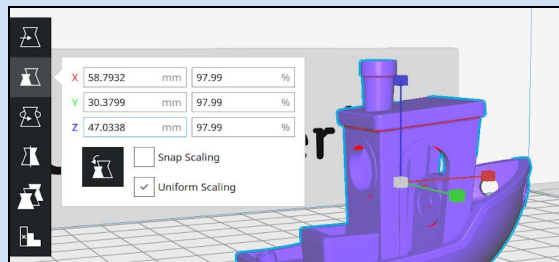 X 58.7932 mm 97.99 %
Y 30.3799 mm 97.99 %
Z 47.0338 mm 97.99 %
Snap Scaling
Uniform Scaling